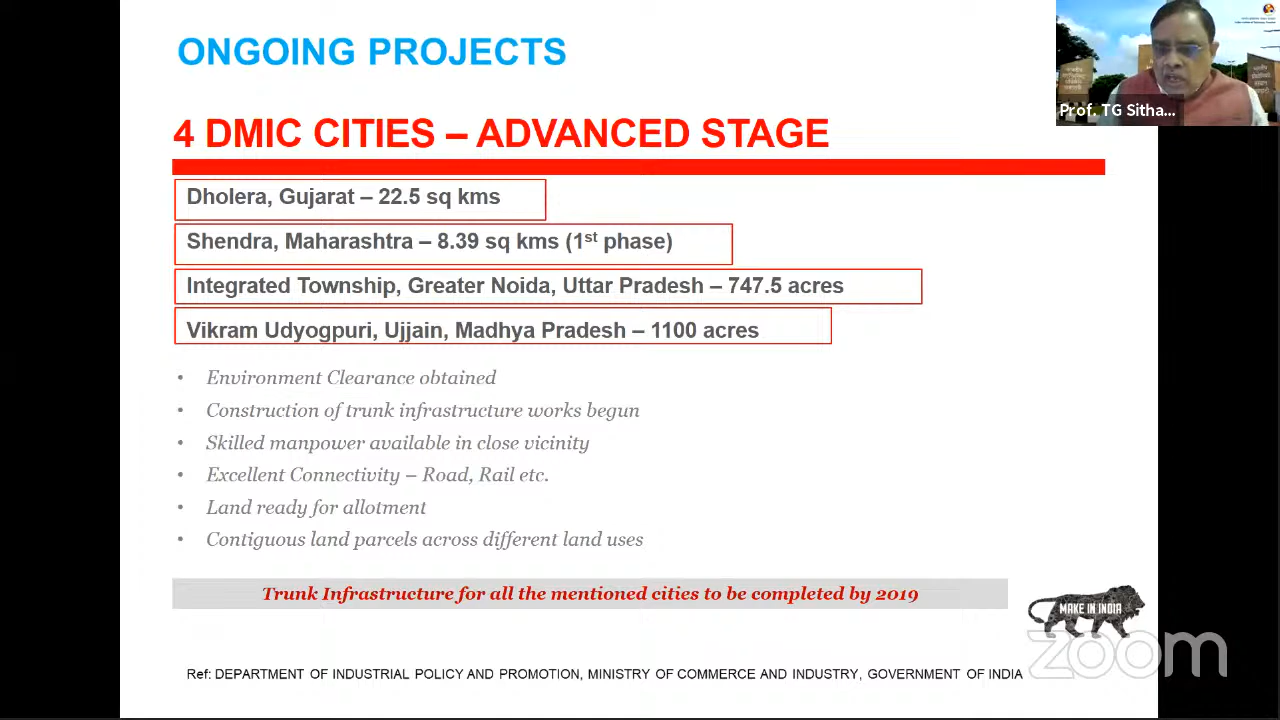 ONGOING PROJECTS
4 DMIC CITIES – ADVANCED STAGE
Dholera, Gujarat – 22.5 sq kms
Shendra, Maharashtra – 8.39 sq kms (1st phase)
Integrated Township, Greater Noida, Uttar Pradesh – 747.5 acres
Vikram Udyogpuri, Ujjain, Madhya Pradesh – 1100 acres
• Environment Clearance obtained
• Construction of trunk infrastructure works begun
• Skilled manpower available in close vicinity
• Excellent Connectivity – Road, Rail etc.
• Land ready for allotment
• Contiguous land parcels across different land uses
Trunk Infrastructure for all the mentioned cities to be completed by 2019
MAKE IN INDIA
zoom
Ref: DEPARTMENT OF INDUSTRIAL POLICY AND PROMOTION, MINISTRY OF COMMERCE AND INDUSTRY, GOVERNMENT OF INDIA
Prof. TG Sitha...